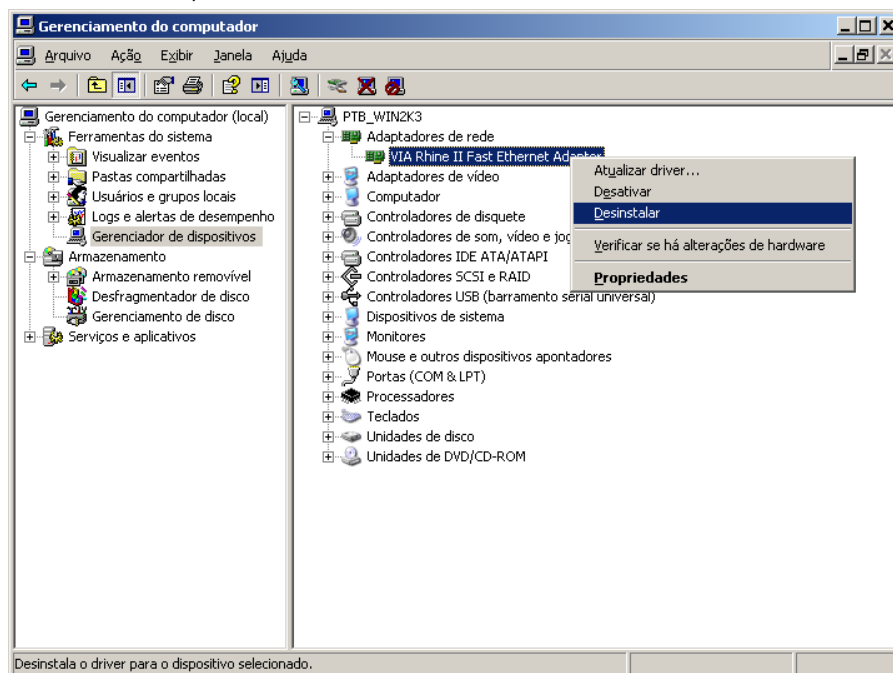 Gerenciamento do computador
Arquivo Ação Exibir Janela Ajuda
Gerenciamento do computador (local)
Ferramentas do sistema
Visualizar eventos
Pastas compartilhadas
Usuários e grupos locais
Logs e alertas de desempenho
Gerenciador de dispositivos
Armazenamento
Armazenamento removível
Desfragmentador de disco
Gerenciamento de disco
Serviços e aplicativos
PTB_WIN2K3
Adaptadores de rede
VIA Rhine II Fast Ethernet Adapter
Adaptadores de vídeo
Computador
Controladores de disquete
Controladores de som, vídeo e jog
Controladores IDE ATA/ATAPI
Controladores SCSI e RAID
Controladores USB (barramento serial universal)
Dispositivos de sistema
Monitores
Mouse e outros dispositivos apontadores
Portas (COM & LPT)
Processadores
Teclados
Unidades de disco
Unidades de DVD/CD-ROM
Atualizar driver...
Desativar
Desinstalar
Verificar se há alterações de hardware
Propriedades
Desinstala o driver para o dispositivo selecionado.